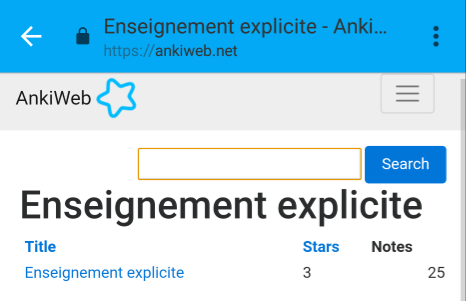 Enseignement explicite - Anki...
https://ankiweb.net
AnkiWeb
Search
Enseignement explicite
Title Stars Notes
Enseignement explicite 3 25